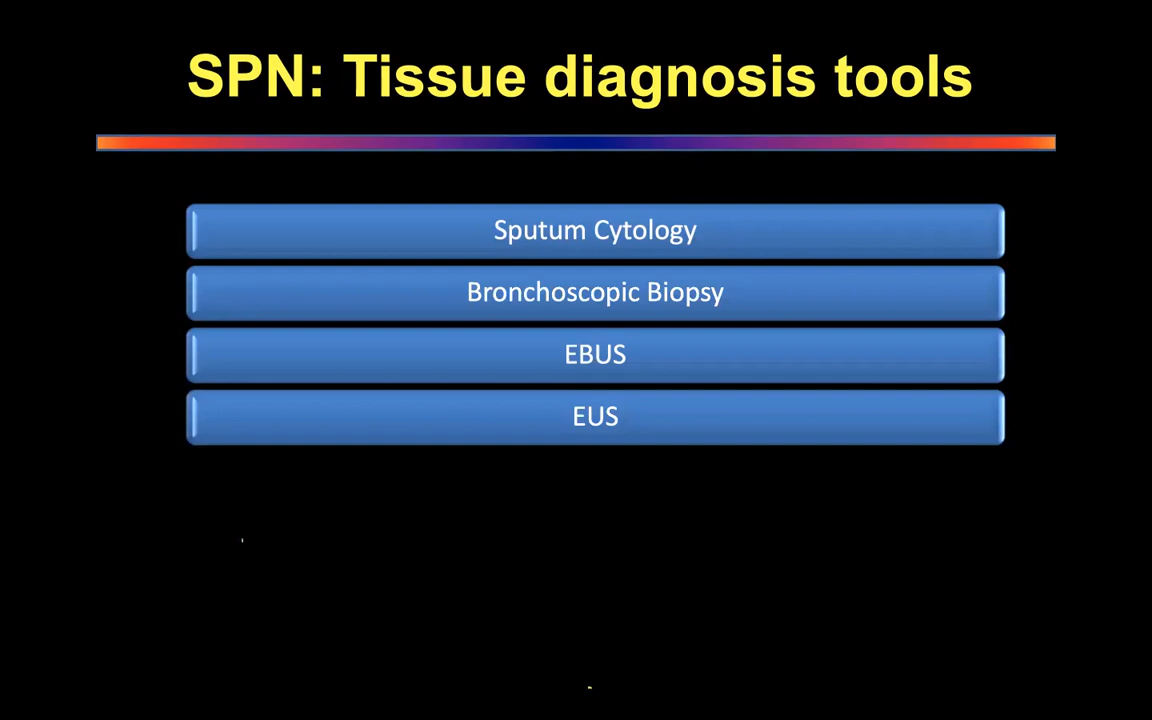 SPN: Tissue diagnosis tools
Sputum Cytology
Bronchoscopic Biopsy
EBUS
EUS